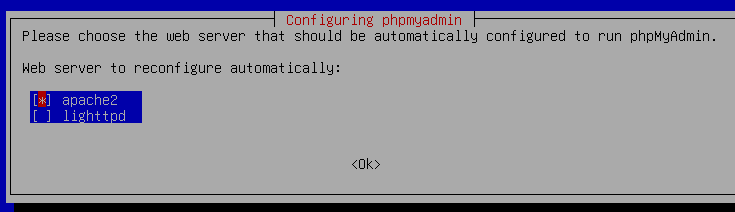 Configuring phpmyadmin
Please choose the web server that should be automatically configured to run phpMyAdmin.
Web server to reconfigure automatically:
[*] apache2
[ ] lighttpd
<Ok>